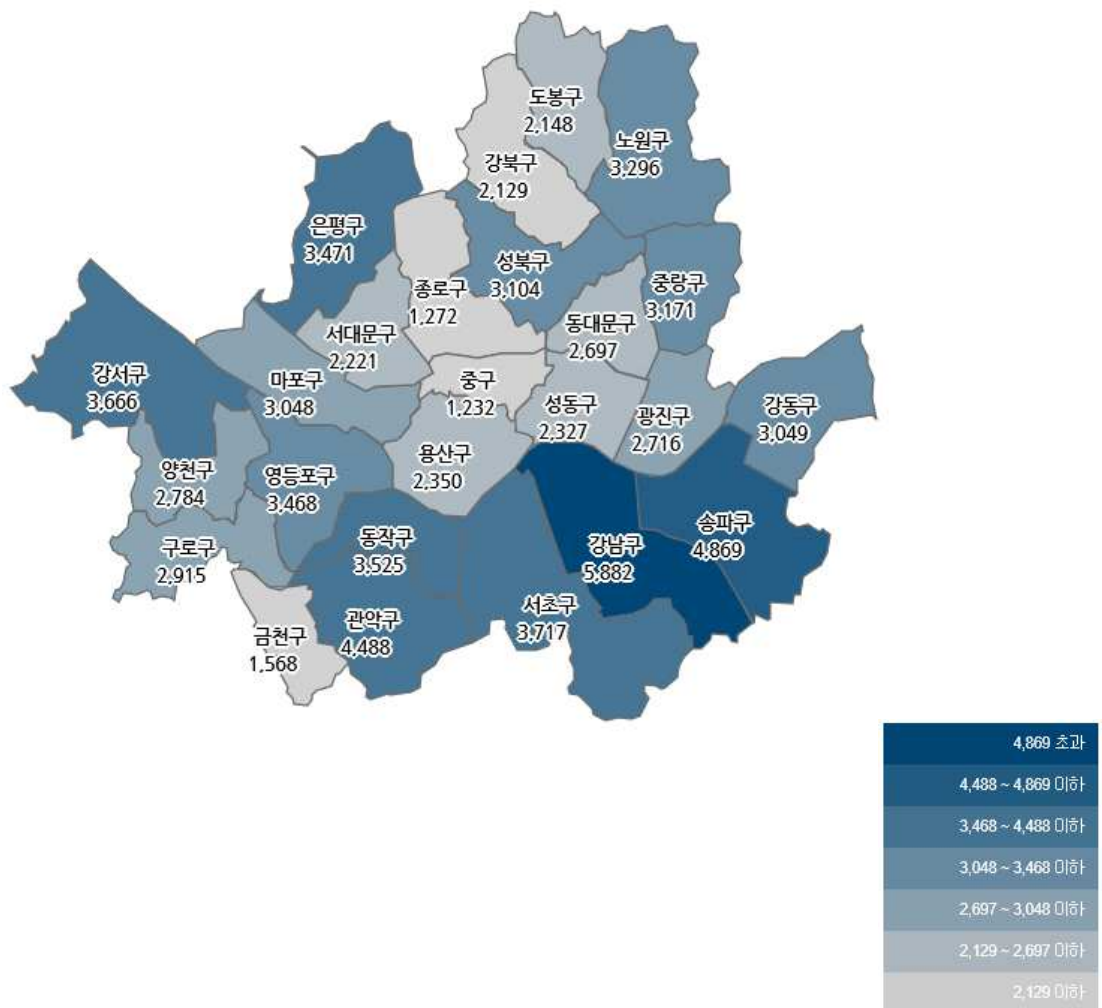 도봉구
2,148
노원구
3,296
강북구
2,129
은평구
3,471
성북구
3,104
중랑구
3,171
종로구
1,272
서대문구
2,221
동대문구
2,697
강서구
3,666
마포구
3,048
중구
1,232
성동구
2,327
광진구
2,716
강동구
3,049
양천구
2,784
영등포구
3,468
용산구
2,350
구로구
2,915
동작구
3,525
강남구
5,882
송파구
4,869
금천구
1,568
관악구
4,488
서초구
3,717
4,869 초과
4,488 ~ 4,869 이하
3,468 ~ 4,488 이하
3,048 ~ 3,468 이하
2,697 ~ 3,048 이하
2,129 ~ 2,697 이하
2,129 이하